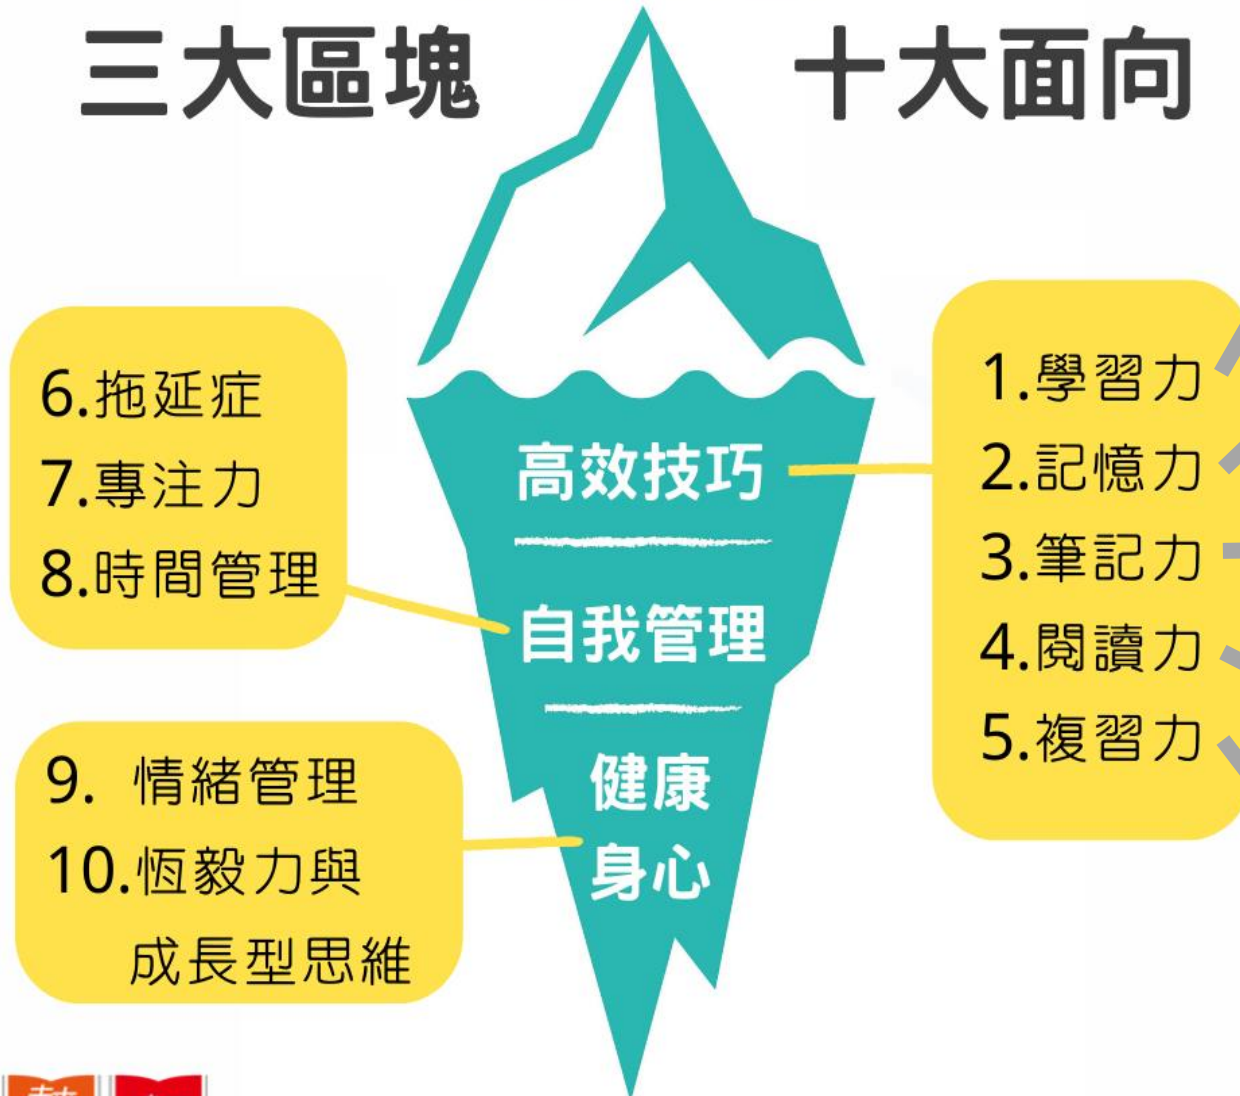 三大區塊
十大面向
高效技巧
1.學習力
2.記憶力
3.筆記力
4.閱讀力
5.複習力
自我管理
6.拖延症
7.專注力
8.時間管理
健康
身心
9. 情緒管理
10.恆毅力與
成長型思維